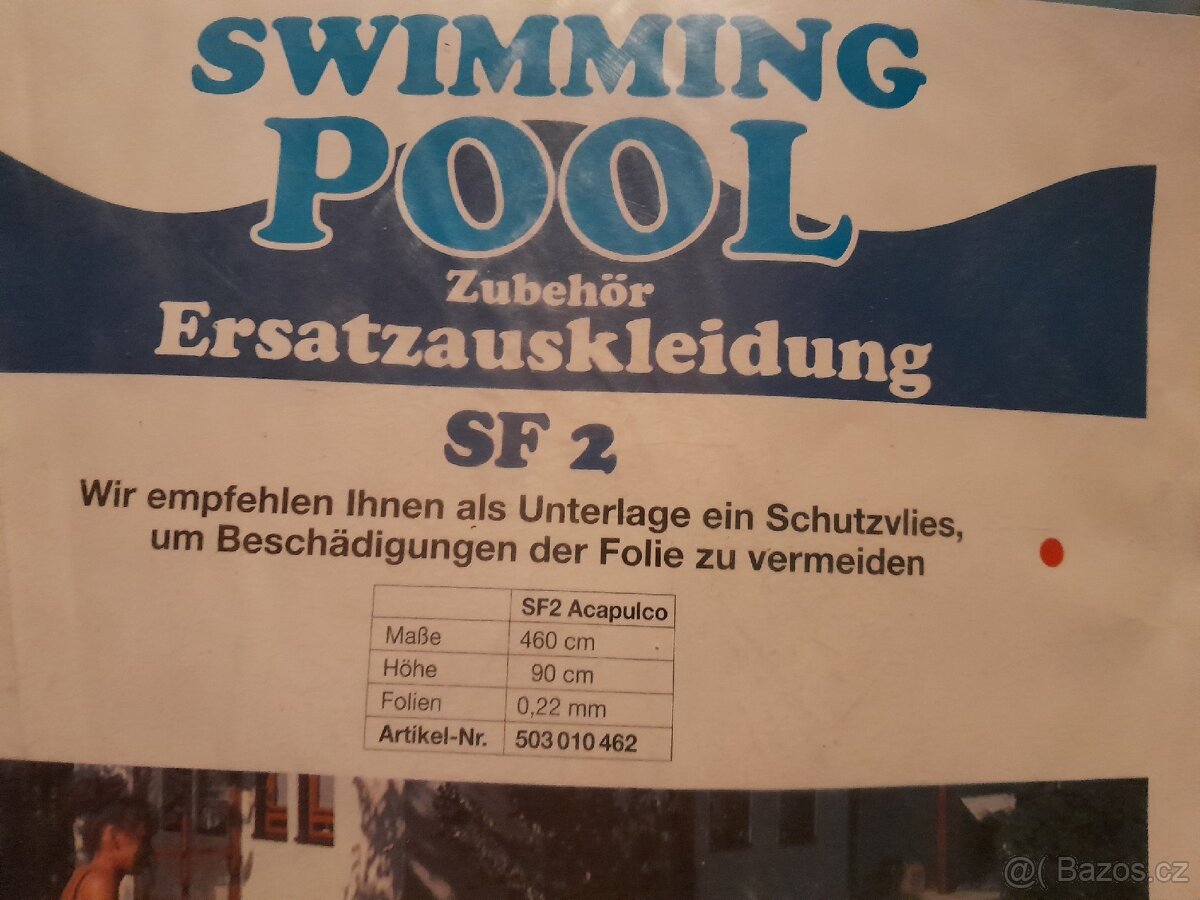 SWIMMING
POOL
Zubehör
Ersatzauskleidung
SF 2
Wir empfehlen Ihnen als Unterlage ein Schutzvlies,
um Beschädigungen der Folie zu vermeiden
SF2 Acapulco
Maße 460 cm
Höhe 90 cm
Folien 0,22 mm
Artikel-Nr. 503 010 462
@( Bazos.cz